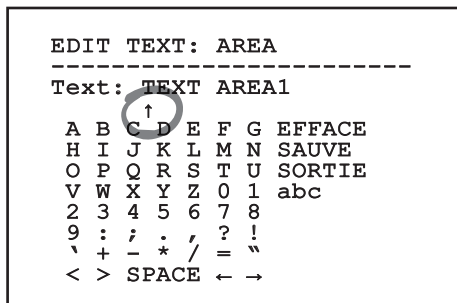 EDIT TEXT: AREA
------------------------
Text: TEXT AREA1
↑
A B C D E F G EFFACE
H I J K L M N SAUVE
O P Q R S T U SORTIE
V W X Y Z 0 1 abc
2 3 4 5 6 7 8
9 : ; . , ? !
‵ + - * / = ‶
< > SPACE ← →